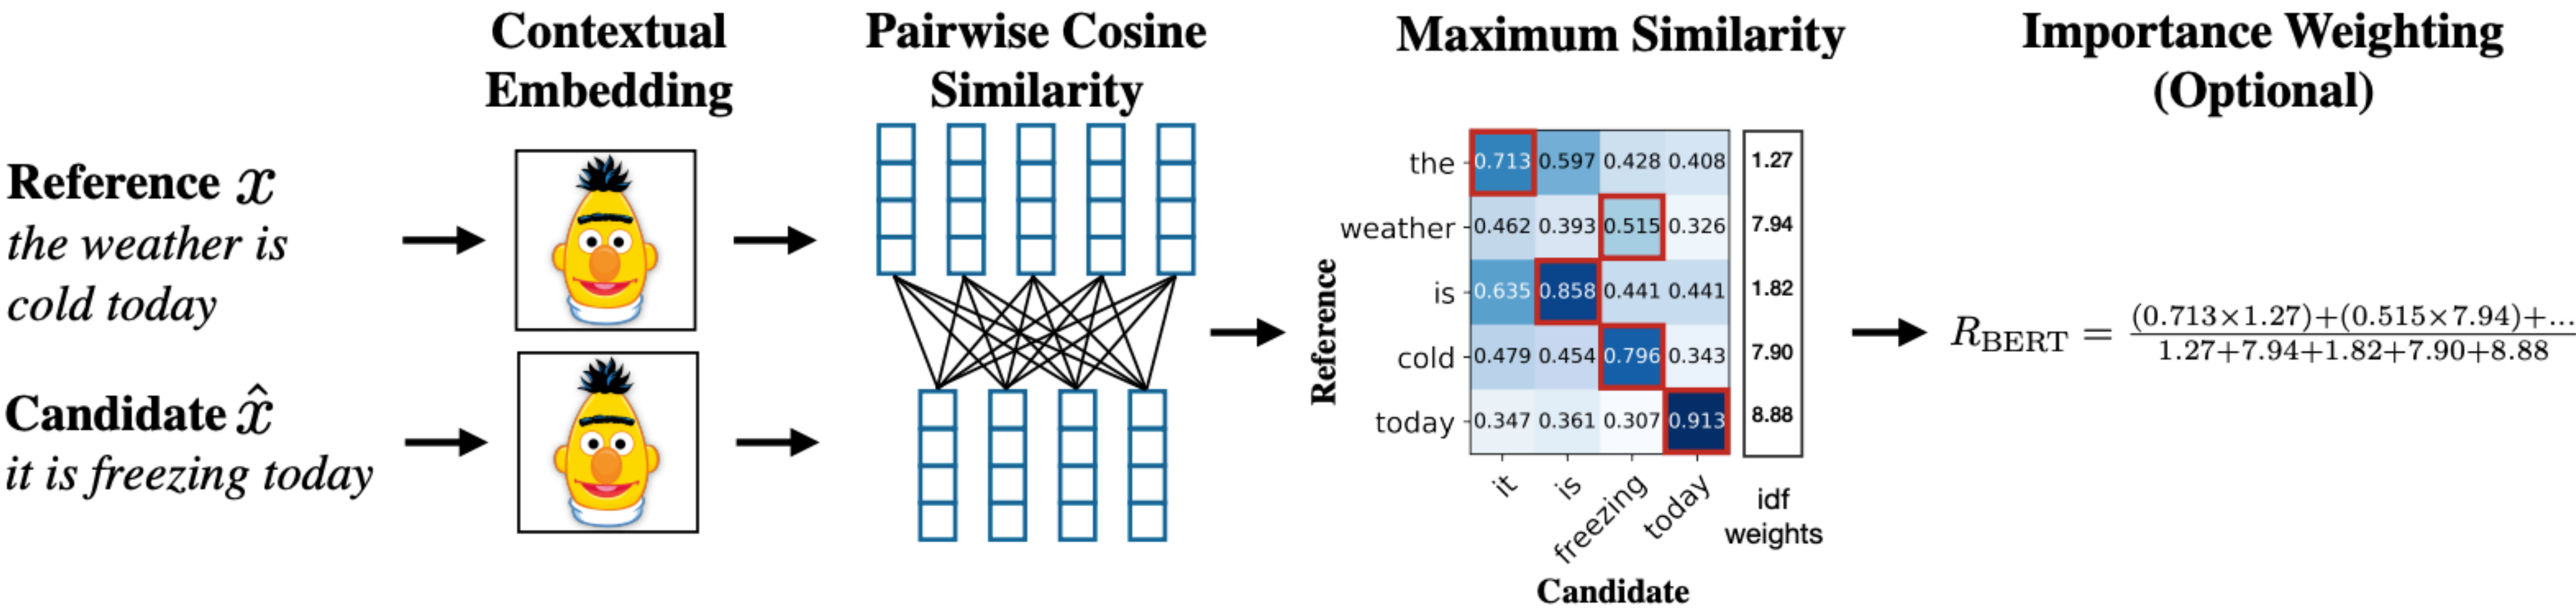 Contextual
Embedding
Pairwise Cosine
Similarity
Maximum Similarity
Importance Weighting
(Optional)
Reference x
the weather is
cold today
Candidate x̂
it is freezing today
Reference
the 0.713 0.597 0.428 0.408 1.27
weather 0.462 0.393 0.515 0.326 7.94
is 0.635 0.858 0.441 0.441 1.82
cold 0.479 0.454 0.796 0.343 7.90
today 0.347 0.361 0.307 0.913 8.88
it is freezing today
idf
weights
Candidate
R_BERT = (0.713×1.27)+(0.515×7.94)+...
1.27+7.94+1.82+7.90+8.88